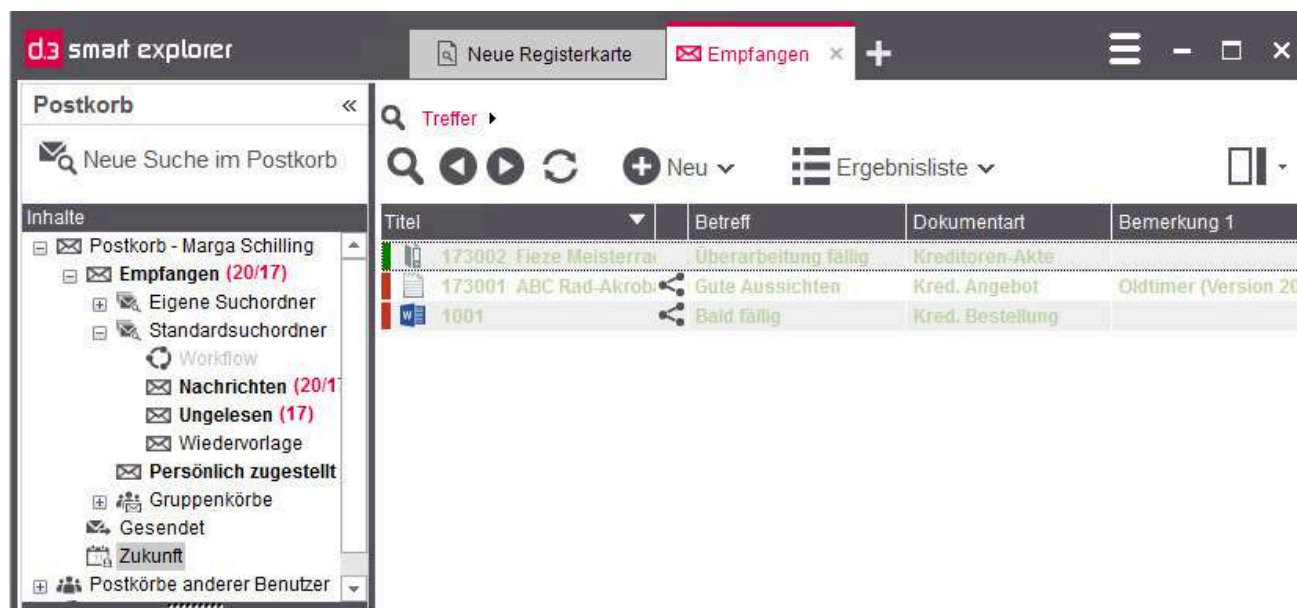 d.3 smart explorer
Neue Registerkarte
Empfangen
Postkorb
Neue Suche im Postkorb
Treffer
Neu
Ergebnisliste
Inhalte
Titel Betreff Dokumentart Bemerkung 1
Postkorb - Marga Schilling
Empfangen (20/17)
Eigene Suchordner
Standardsuchordner
Workflow
Nachrichten (20/1
Ungelesen (17)
Wiedervorlage
Persönlich zugestellt
Gruppenkörbe
Gesendet
Zukunft
Postkörbe anderer Benutzer
173002 Fieze Meisterra Überarbeitung fällig Kreditoren-Akte
173001 ABC Rad-Akrob Gute Aussichten Kred. Angebot Oldtimer (Version 20
1001 Bald fällig Kred. Bestellung